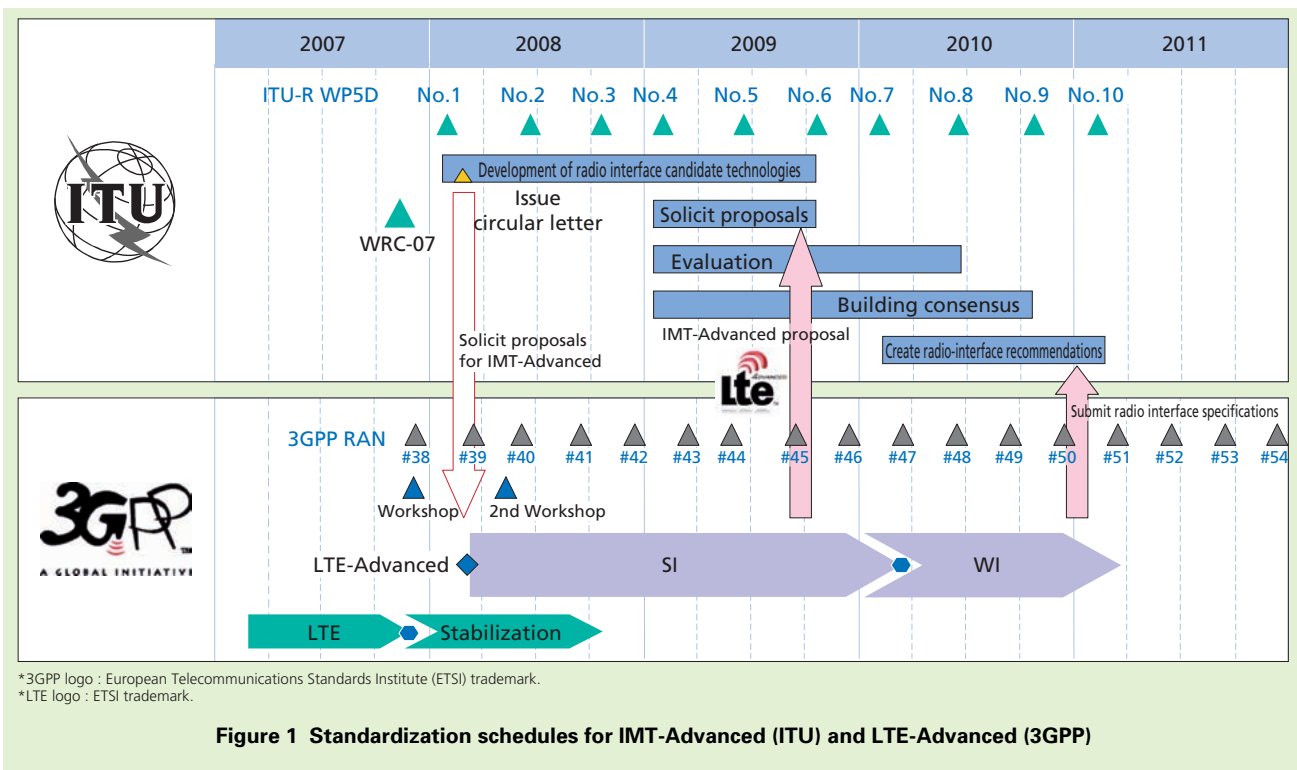 2007 2008 2009 2010 2011
ITU-R WP5D No.1 No.2 No.3 No.4 No.5 No.6 No.7 No.8 No.9 No.10
ITU
Development of radio interface candidate technologies
Issue
circular letter
Solicit proposals
WRC-07
Evaluation
Building consensus
Solicit proposals
for IMT-Advanced
IMT-Advanced proposal
Create radio-interface recommendations
ADVANCED
Lte
TM
Submit radio interface specifications
3GPP RAN
#38 #39 #40 #41 #42 #43 #44 #45 #46 #47 #48 #49 #50 #51 #52 #53 #54
Workshop 2nd Workshop
3GPP
TM
A GLOBAL INITIATIVE
LTE-Advanced SI WI
LTE Stabilization
*3GPP logo : European Telecommunications Standards Institute (ETSI) trademark.
*LTE logo : ETSI trademark.
Figure 1 Standardization schedules for IMT-Advanced (ITU) and LTE-Advanced (3GPP)